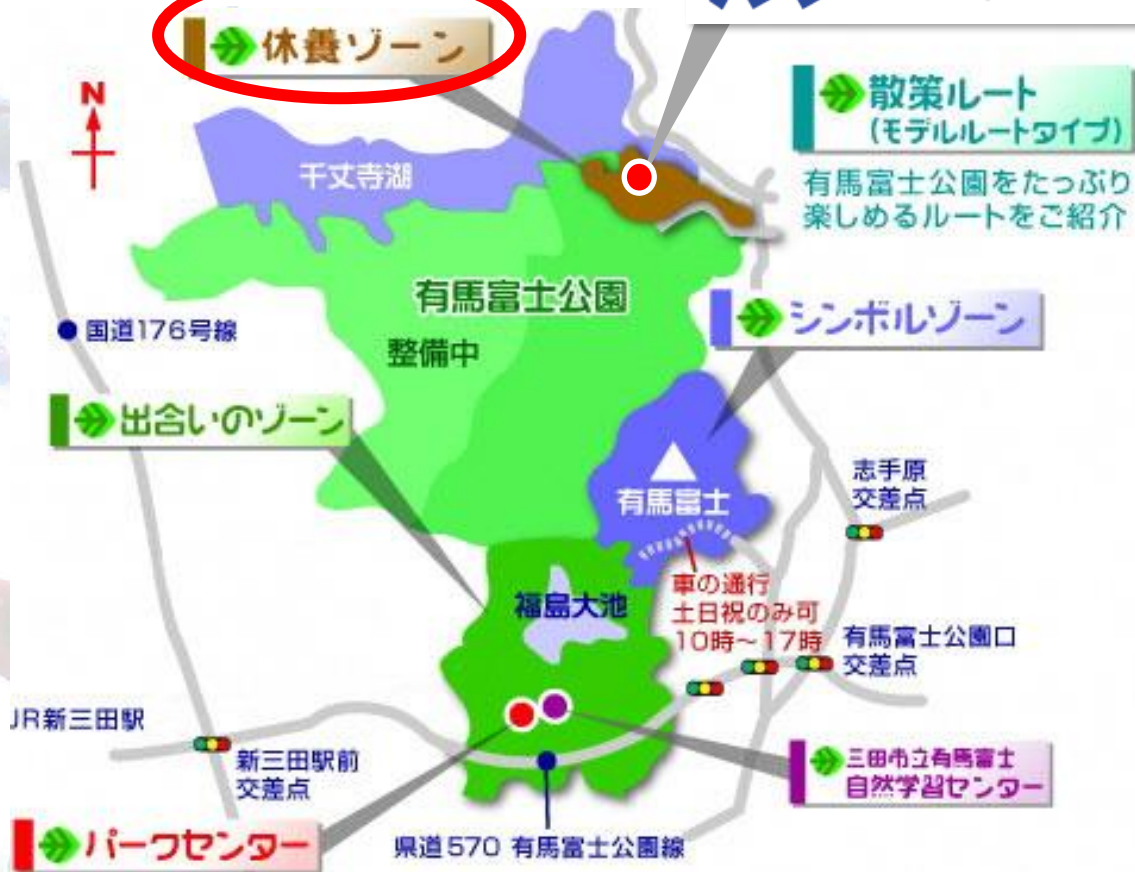 休養ゾーン
N
散策ルート
(モデルルートタイプ)
有馬富士公園をたっぷり
楽しめるルートをご紹介
千丈寺湖
有馬富士公園
整備中
国道176号線
シンボルゾーン
出合いのゾーン
有馬富士
志手原
交差点
車の通行
土日祝のみ可
10時～17時
福島大池
有馬富士公園口
交差点
JR新三田駅
新三田駅前
交差点
三田市立有馬富士
自然学習センター
パークセンター
県道570 有馬富士公園線